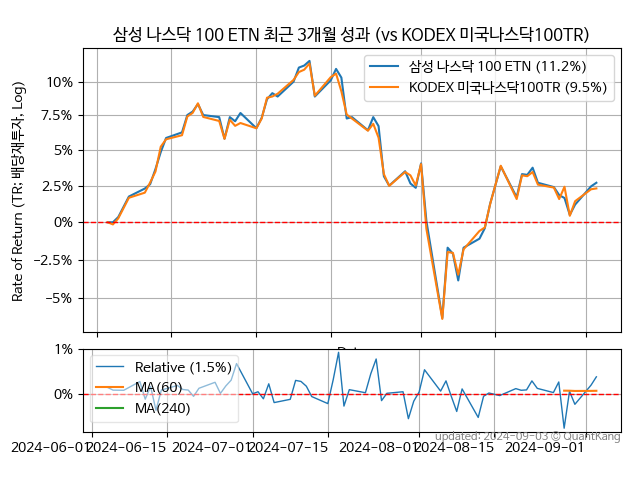 삼성 나스닥 100 ETN 최근 3개월 성과 (vs KODEX 미국나스닥100TR)
Rate of Return (TR: 배당재투자, Log)
10%
7.5%
5%
2.5%
0%
−2.5%
−5%
삼성 나스닥 100 ETN (11.2%)
KODEX 미국나스닥100TR (9.5%)
1%
0%
Relative (1.5%)
MA(60)
MA(240)
updated: 2024-09-03 © QuantKang
2024-06-01
2024-06-15
2024-07-01
2024-07-15
2024-08-01
2024-08-15
2024-09-01